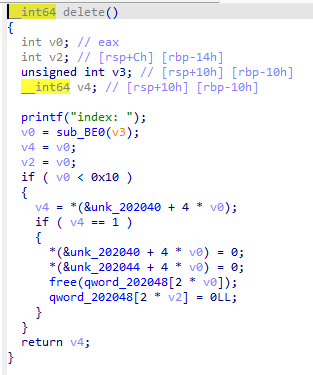 __int64 delete()
{
  int v0; // eax
  int v2; // [rsp+Ch] [rbp-14h]
  unsigned int v3; // [rsp+10h] [rbp-10h]
  __int64 v4; // [rsp+10h] [rbp-10h]

  printf("index: ");
  v0 = sub_BE0(v3);
  v4 = v0;
  v2 = v0;
  if ( v0 < 0x10 )
  {
    v4 = *(&unk_202040 + 4 * v0);
    if ( v4 == 1 )
    {
      *(&unk_202040 + 4 * v0) = 0;
      *(&unk_202044 + 4 * v0) = 0;
      free(qword_202048[2 * v0]);
      qword_202048[2 * v2] = 0LL;
    }
  }
  return v4;
}